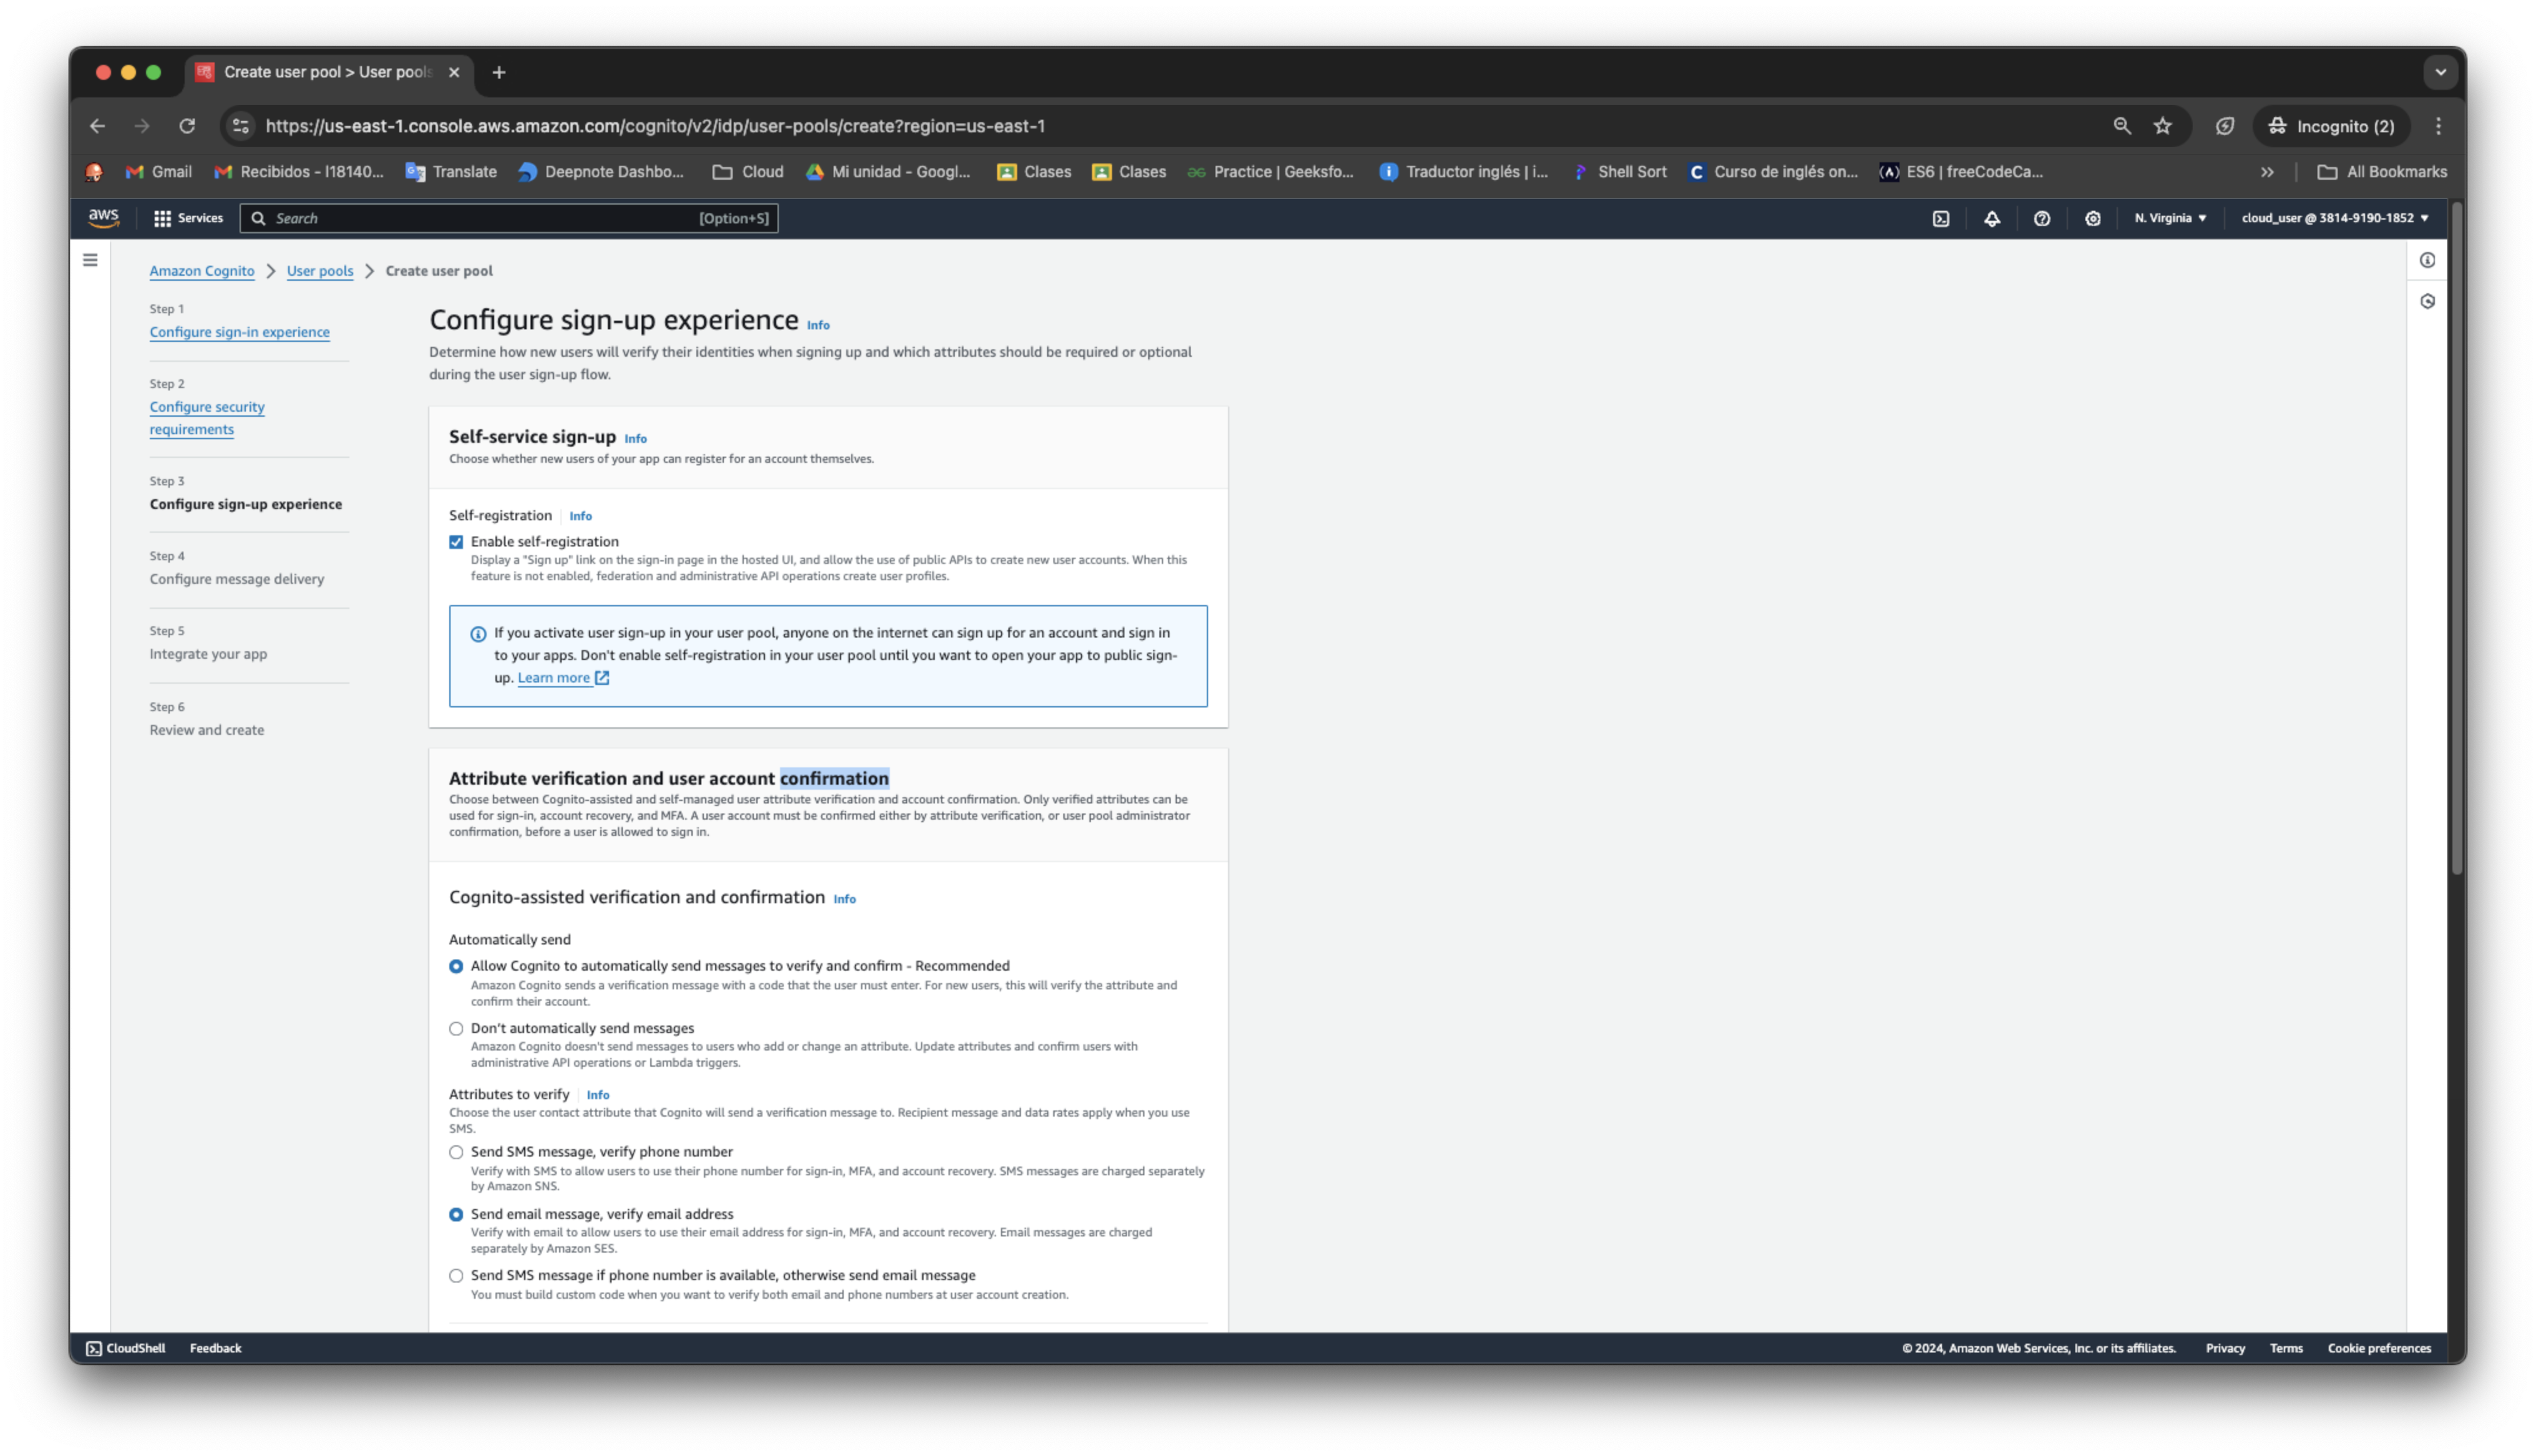 Create user pool > User pools
https://us-east-1.console.aws.amazon.com/cognito/v2/idp/user-pools/create?region=us-east-1
Incognito (2)
Gmail
Recibidos - l18140...
Translate
Deepnote Dashbo...
Cloud
Mi unidad - Googl...
Clases
Clases
Practice | Geeksfo...
Traductor inglés | i...
Shell Sort
Curso de inglés on...
ES6 | freeCodeCa...
All Bookmarks
aws
Services
Search
[Option+S]
N. Virginia
cloud_user @ 3814-9190-1852
Amazon Cognito
User pools
Create user pool
Step 1
Configure sign-in experience
Step 2
Configure security
requirements
Step 3
Configure sign-up experience
Step 4
Configure message delivery
Step 5
Integrate your app
Step 6
Review and create
Configure sign-up experience Info
Determine how new users will verify their identities when signing up and which attributes should be required or optional
during the user sign-up flow.
Self-service sign-up Info
Choose whether new users of your app can register for an account themselves.
Self-registration Info
Enable self-registration
Display a "Sign up" link on the sign-in page in the hosted UI, and allow the use of public APIs to create new user accounts. When this
feature is not enabled, federation and administrative API operations create user profiles.
If you activate user sign-up in your user pool, anyone on the internet can sign up for an account and sign in
to your apps. Don't enable self-registration in your user pool until you want to open your app to public sign-
up. Learn more
Attribute verification and user account confirmation
Choose between Cognito-assisted and self-managed user attribute verification and account confirmation. Only verified attributes can be
used for sign-in, account recovery, and MFA. A user account must be confirmed either by attribute verification, or user pool administrator
confirmation, before a user is allowed to sign in.
Cognito-assisted verification and confirmation Info
Automatically send
Allow Cognito to automatically send messages to verify and confirm - Recommended
Amazon Cognito sends a verification message with a code that the user must enter. For new users, this will verify the attribute and
confirm their account.
Don't automatically send messages
Amazon Cognito doesn't send messages to users who add or change an attribute. Update attributes and confirm users with
administrative API operations or Lambda triggers.
Attributes to verify Info
Choose the user contact attribute that Cognito will send a verification message to. Recipient message and data rates apply when you use
SMS.
Send SMS message, verify phone number
Verify with SMS to allow users to use their phone number for sign-in, MFA, and account recovery. SMS messages are charged separately
by Amazon SNS.
Send email message, verify email address
Verify with email to allow users to use their email address for sign-in, MFA, and account recovery. Email messages are charged
separately by Amazon SES.
Send SMS message if phone number is available, otherwise send email message
You must build custom code when you want to verify both email and phone numbers at user account creation.
CloudShell
Feedback
© 2024, Amazon Web Services, Inc. or its affiliates.
Privacy
Terms
Cookie preferences